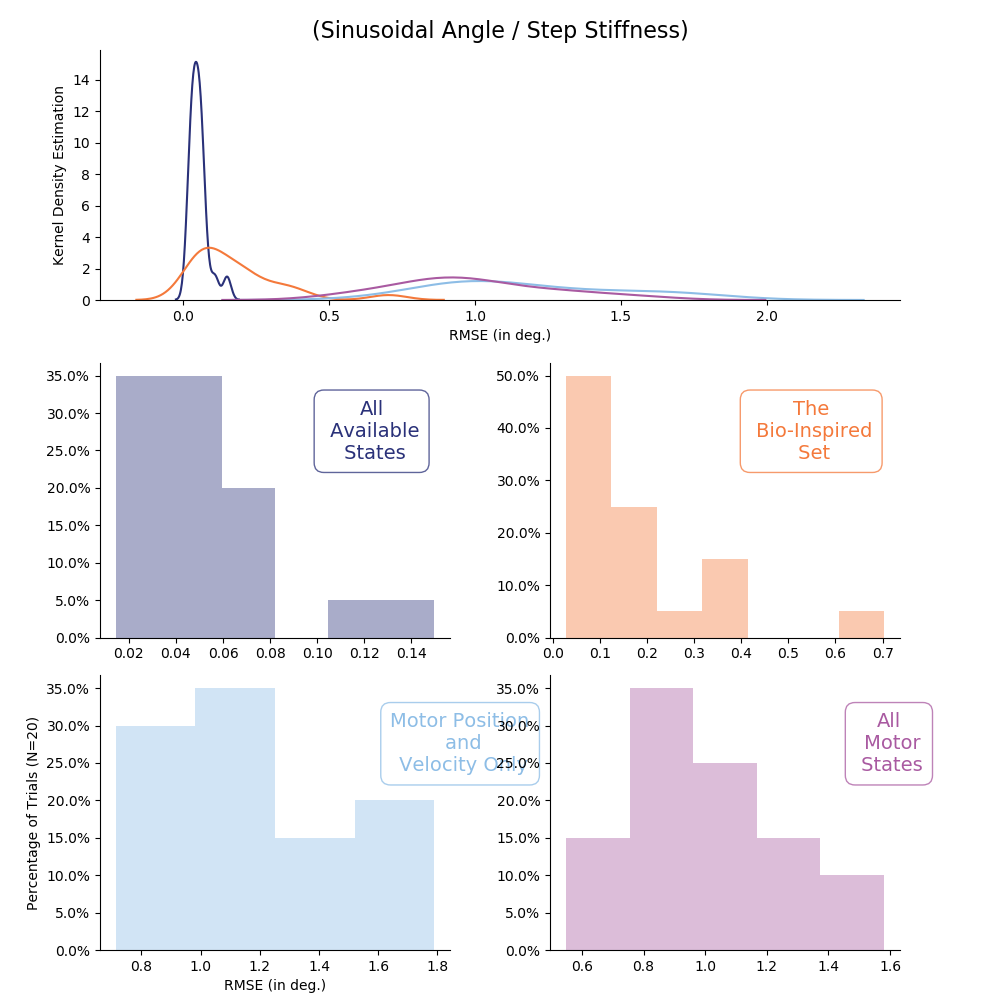 (Sinusoidal Angle / Step Stiffness)
Kernel Density Estimation
14
12
10
8
6
4
2
0
0.0 0.5 1.0 1.5 2.0
RMSE (in deg.)
35.0%
30.0%
25.0%
20.0%
15.0%
10.0%
5.0%
0.0%
All
Available
States
0.02 0.04 0.06 0.08 0.10 0.12 0.14
50.0%
40.0%
30.0%
20.0%
10.0%
0.0%
The
Bio-Inspired
Set
0.0 0.1 0.2 0.3 0.4 0.5 0.6 0.7
Percentage of Trials (N=20)
35.0%
30.0%
25.0%
20.0%
15.0%
10.0%
5.0%
0.0%
Motor Position
and
Velocity Only
0.8 1.0 1.2 1.4 1.6 1.8
RMSE (in deg.)
35.0%
30.0%
25.0%
20.0%
15.0%
10.0%
5.0%
0.0%
All
Motor
States
0.6 0.8 1.0 1.2 1.4 1.6